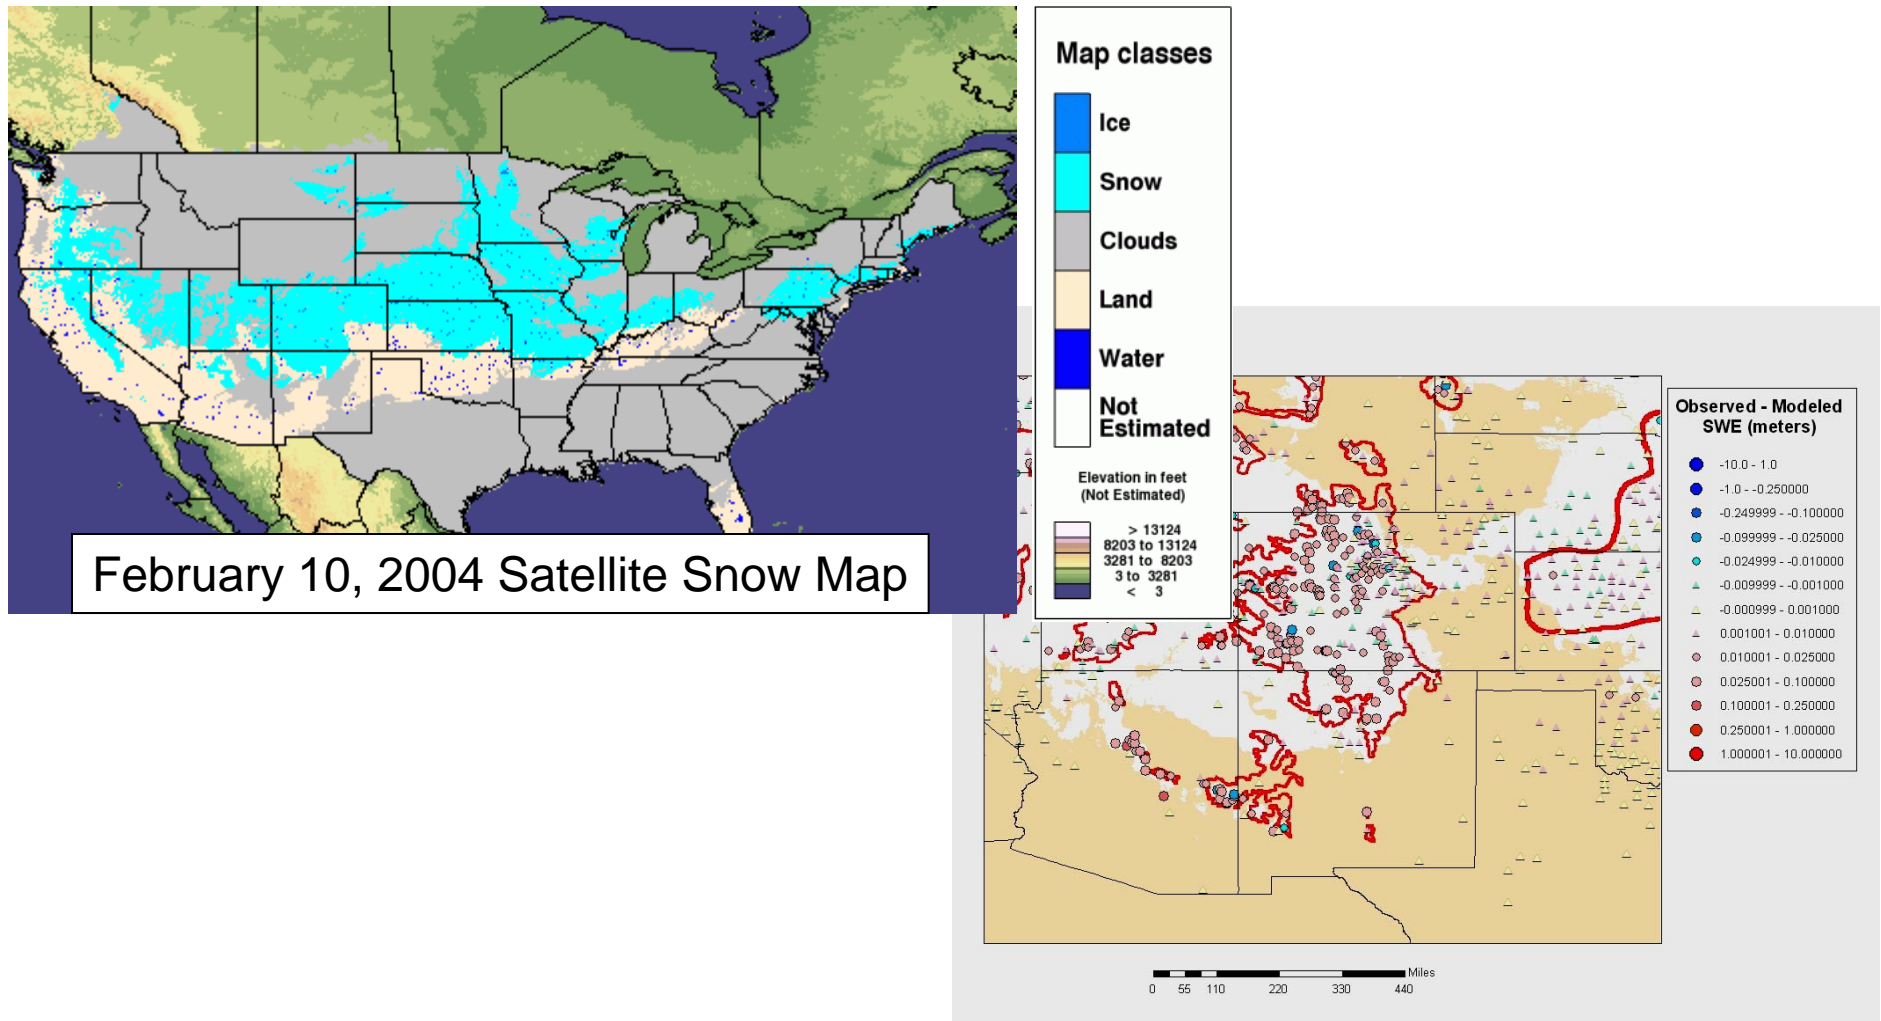 February 10, 2004 Satellite Snow Map
Map classes
Ice
Snow
Clouds
Land
Water
Not
Estimated
Elevation in feet
(Not Estimated)
> 13124
8203 to 13124
3281 to 8203
3 to 3281
< 3
Observed - Modeled
SWE (meters)
-10.0 - 1.0
-1.0 - -0.250000
-0.249999 - -0.100000
-0.099999 - -0.025000
-0.024999 - -0.010000
-0.009999 - -0.001000
-0.000999 - 0.001000
0.001001 - 0.010000
0.010001 - 0.025000
0.025001 - 0.100000
0.100001 - 0.250000
0.250001 - 1.000000
1.000001 - 10.000000
Miles
0 55 110 220 330 440